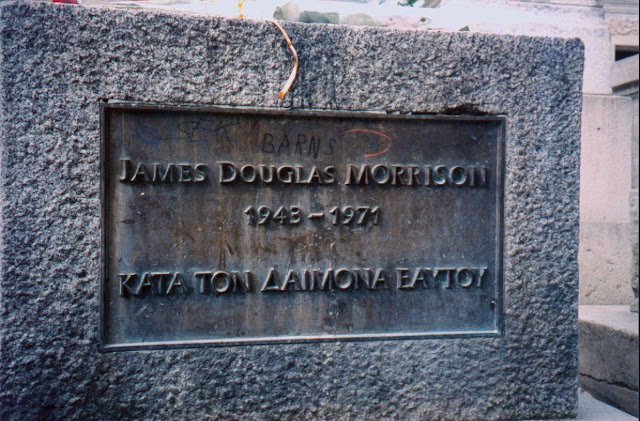 BARNS
JAMES DOUGLAS MORRISON
1943 – 1971
ΚΑΤΑ ΤΟΝ ΔΑΙΜΟΝΑ ΕΑΥΤΟΥ